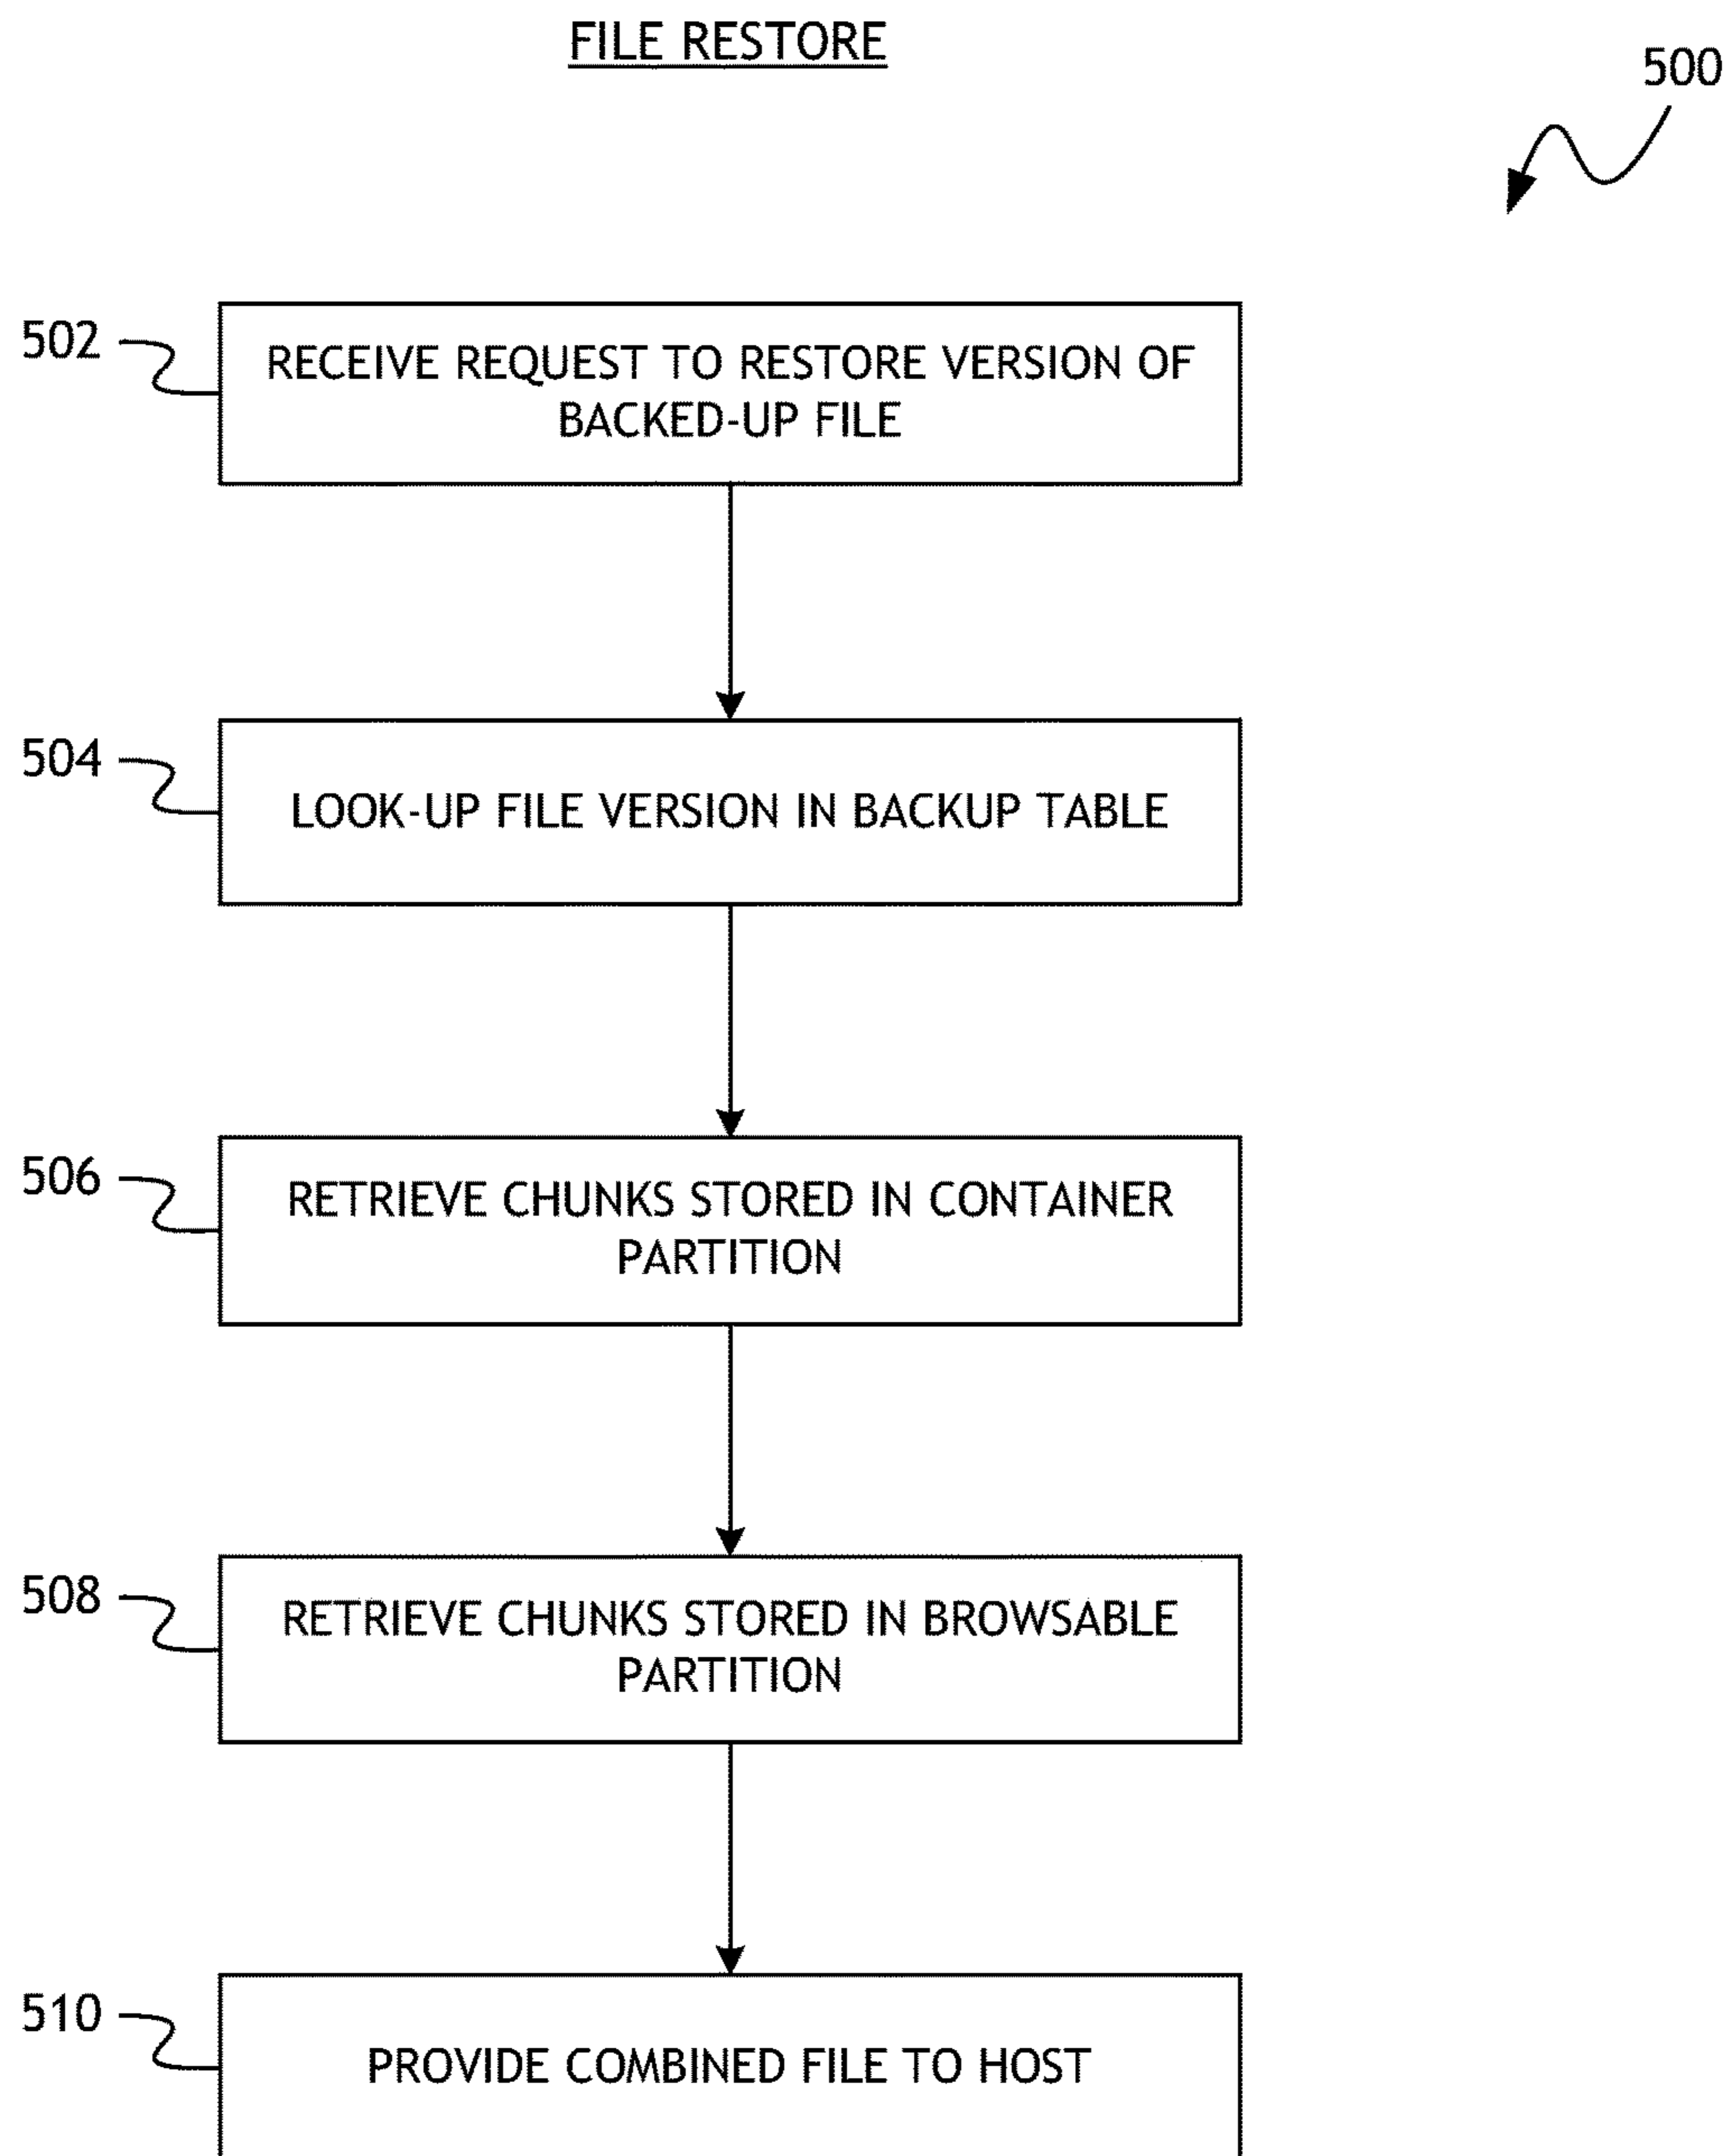 FILE RESTORE
500
502
RECEIVE REQUEST TO RESTORE VERSION OF
BACKED-UP FILE
504
LOOK-UP FILE VERSION IN BACKUP TABLE
506
RETRIEVE CHUNKS STORED IN CONTAINER
PARTITION
508
RETRIEVE CHUNKS STORED IN BROWSABLE
PARTITION
510
PROVIDE COMBINED FILE TO HOST